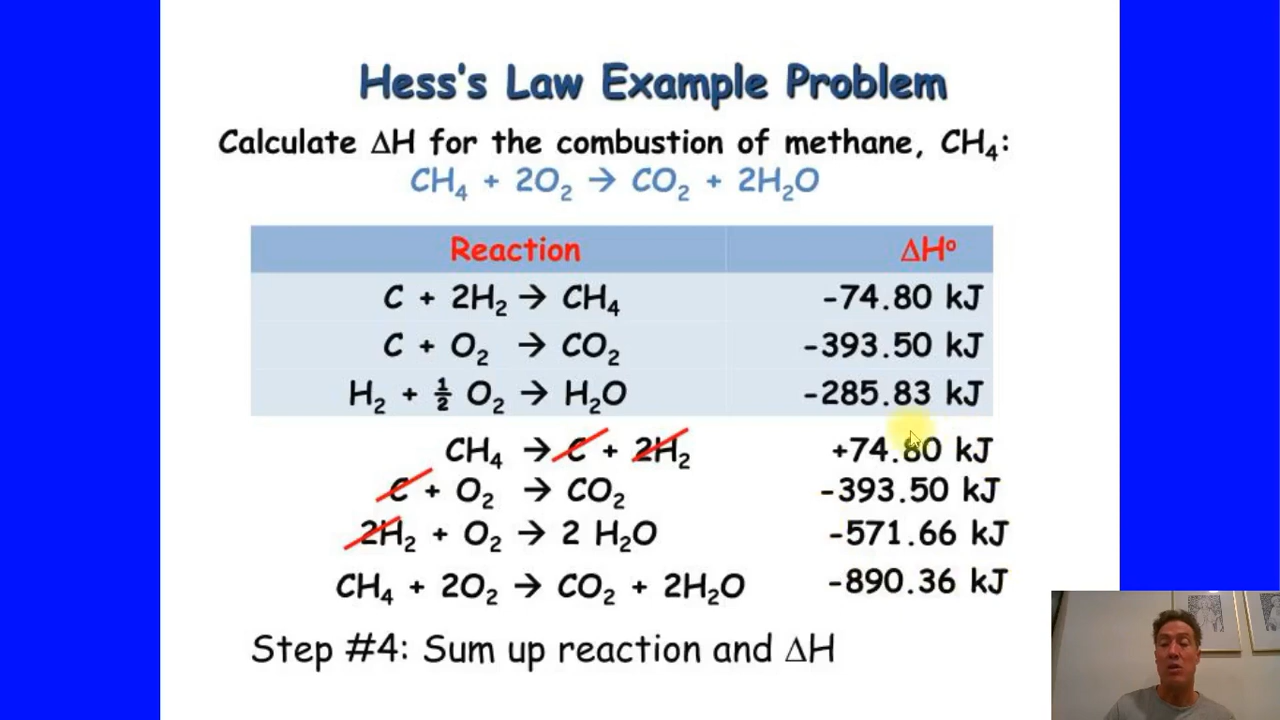 Hess's Law Example Problem
Calculate ΔH for the combustion of methane, CH₄:
CH₄ + 2O₂ → CO₂ + 2H₂O
Reaction ΔH°
C + 2H₂ → CH₄ -74.80 kJ
C + O₂ → CO₂ -393.50 kJ
H₂ + ½ O₂ → H₂O -285.83 kJ
CH₄ → C + 2H₂ +74.80 kJ
C + O₂ → CO₂ -393.50 kJ
2H₂ + O₂ → 2 H₂O -571.66 kJ
CH₄ + 2O₂ → CO₂ + 2H₂O -890.36 kJ
Step #4: Sum up reaction and ΔH